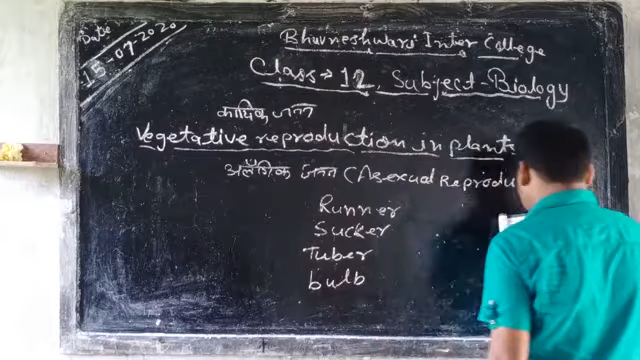 Date
15-07-2020
Bhuvneshwari Inter College
Class→12, Subject-Biology
कायिक जनन
Vegetative reproduction in plants
अलैंगिक जनन (Asexual Reprodu
Runner
Sucker
Tuber
bulb